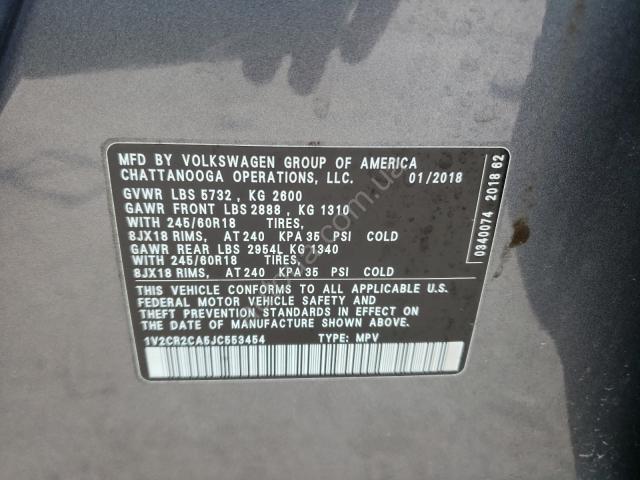 MFD BY VOLKSWAGEN GROUP OF AMERICA
CHATTANOOGA OPERATIONS, LLC. 01/2018
GVWR LBS 5732 , KG 2600
GAWR FRONT LBS 2888 , KG 1310
WITH 245/60R18 TIRES,
8JX18 RIMS, AT 240 KPA 35 PSI COLD
GAWR REAR LBS 2954L KG 1340
WITH 245/60R18 TIRES,
8JX18 RIMS, AT 240 KPA 35 PSI COLD
THIS VEHICLE CONFORMS TO ALL APPLICABLE U.S.
FEDERAL MOTOR VEHICLE SAFETY AND
THEFT PREVENTION STANDARDS IN EFFECT
ON THE DATE OF MANUFACTURE SHOWN ABOVE.
1V2CR2CA5JC553454 TYPE: MPV
0340074 2018 62